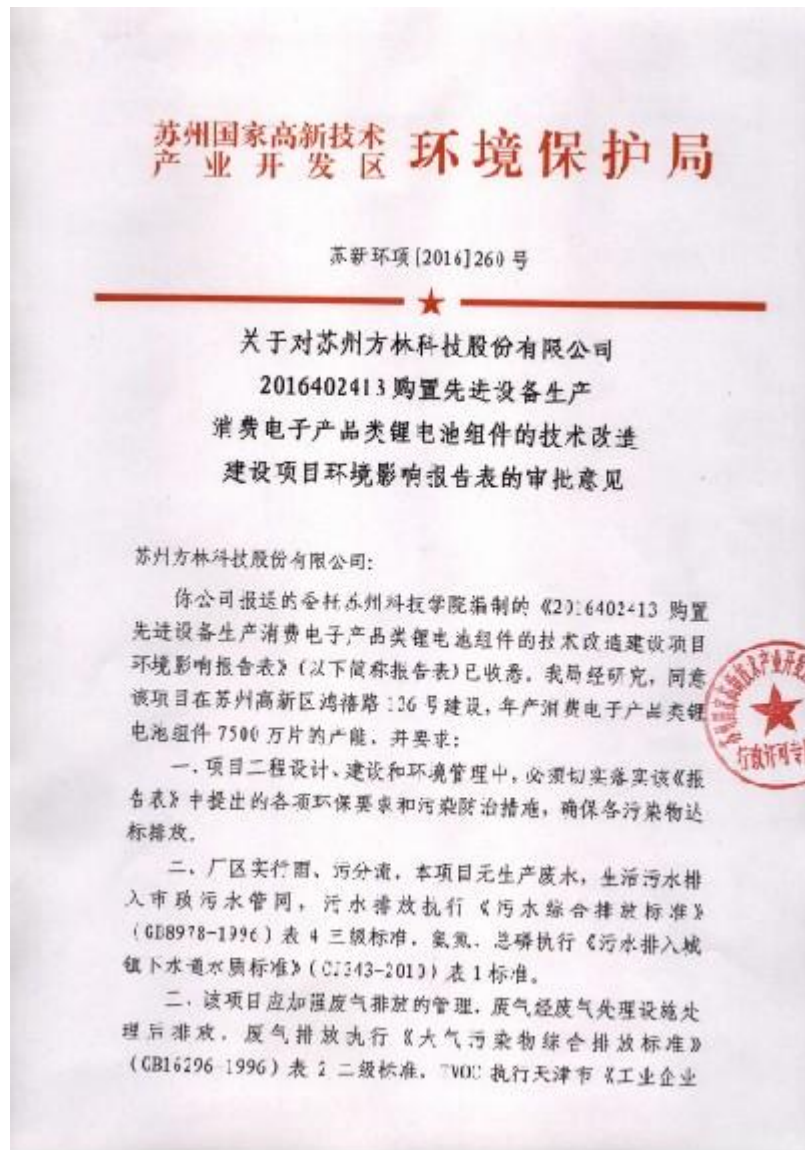 苏州国家高新技术
产业开发区 环境保护局
苏新环项[2016]260号
关于对苏州方林科技股份有限公司
2016402413购置先进设备生产
消费电子产品类锂电池组件的技术改造
建设项目环境影响报告表的审批意见
苏州方林科技股份有限公司:
你公司报送的委托苏州科技学院编制的《2016402413 购置
先进设备生产消费电子产品类锂电池组件的技术改造建设项目
环境影响报告表》(以下简称报告表)已收悉。我局经研究,同意
该项目在苏州高新区鸿禧路136号建设,年产消费电子产品类锂
电池组件7500万片的产能,并要求:
一、项目工程设计、建设和环境管理中,必须切实落实该《报
告表》中提出的各项环保要求和污染防治措施,确保各污染物达
标排放。
二、厂区实行雨、污分流,本项目无生产废水,生活污水排
入市政污水管网,污水排放执行《污水综合排放标准》
(GB8978-1996)表4三级标准,氨氮、总磷执行《污水排入城
镇下水道水质标准》(CJ343-2010)表1标准。
三、该项目应加强废气排放的管理,废气经废气处理设施处
理后排放,废气排放执行《大气污染物综合排放标准》
(GB16296-1996)表2二级标准,TVOC执行天津市《工业企业
行政许可专